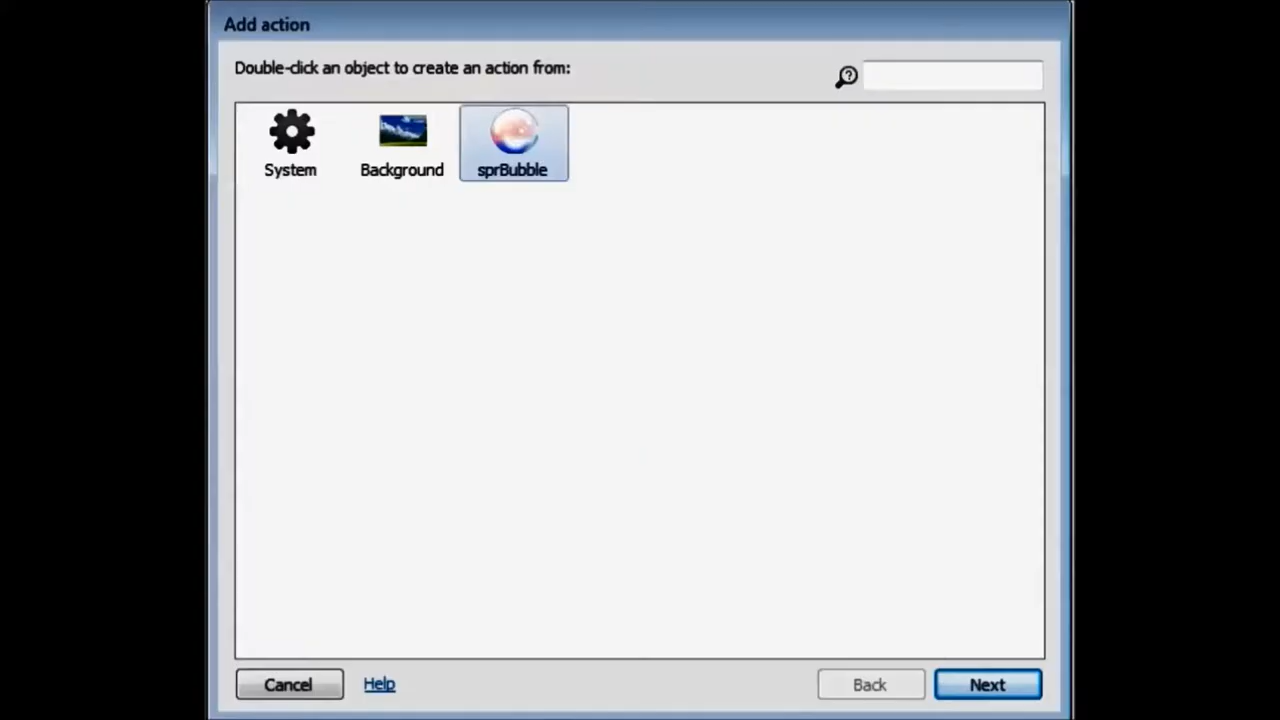 Add action
Double-click an object to create an action from:
System
Background
sprBubble
Cancel
Help
Back
Next